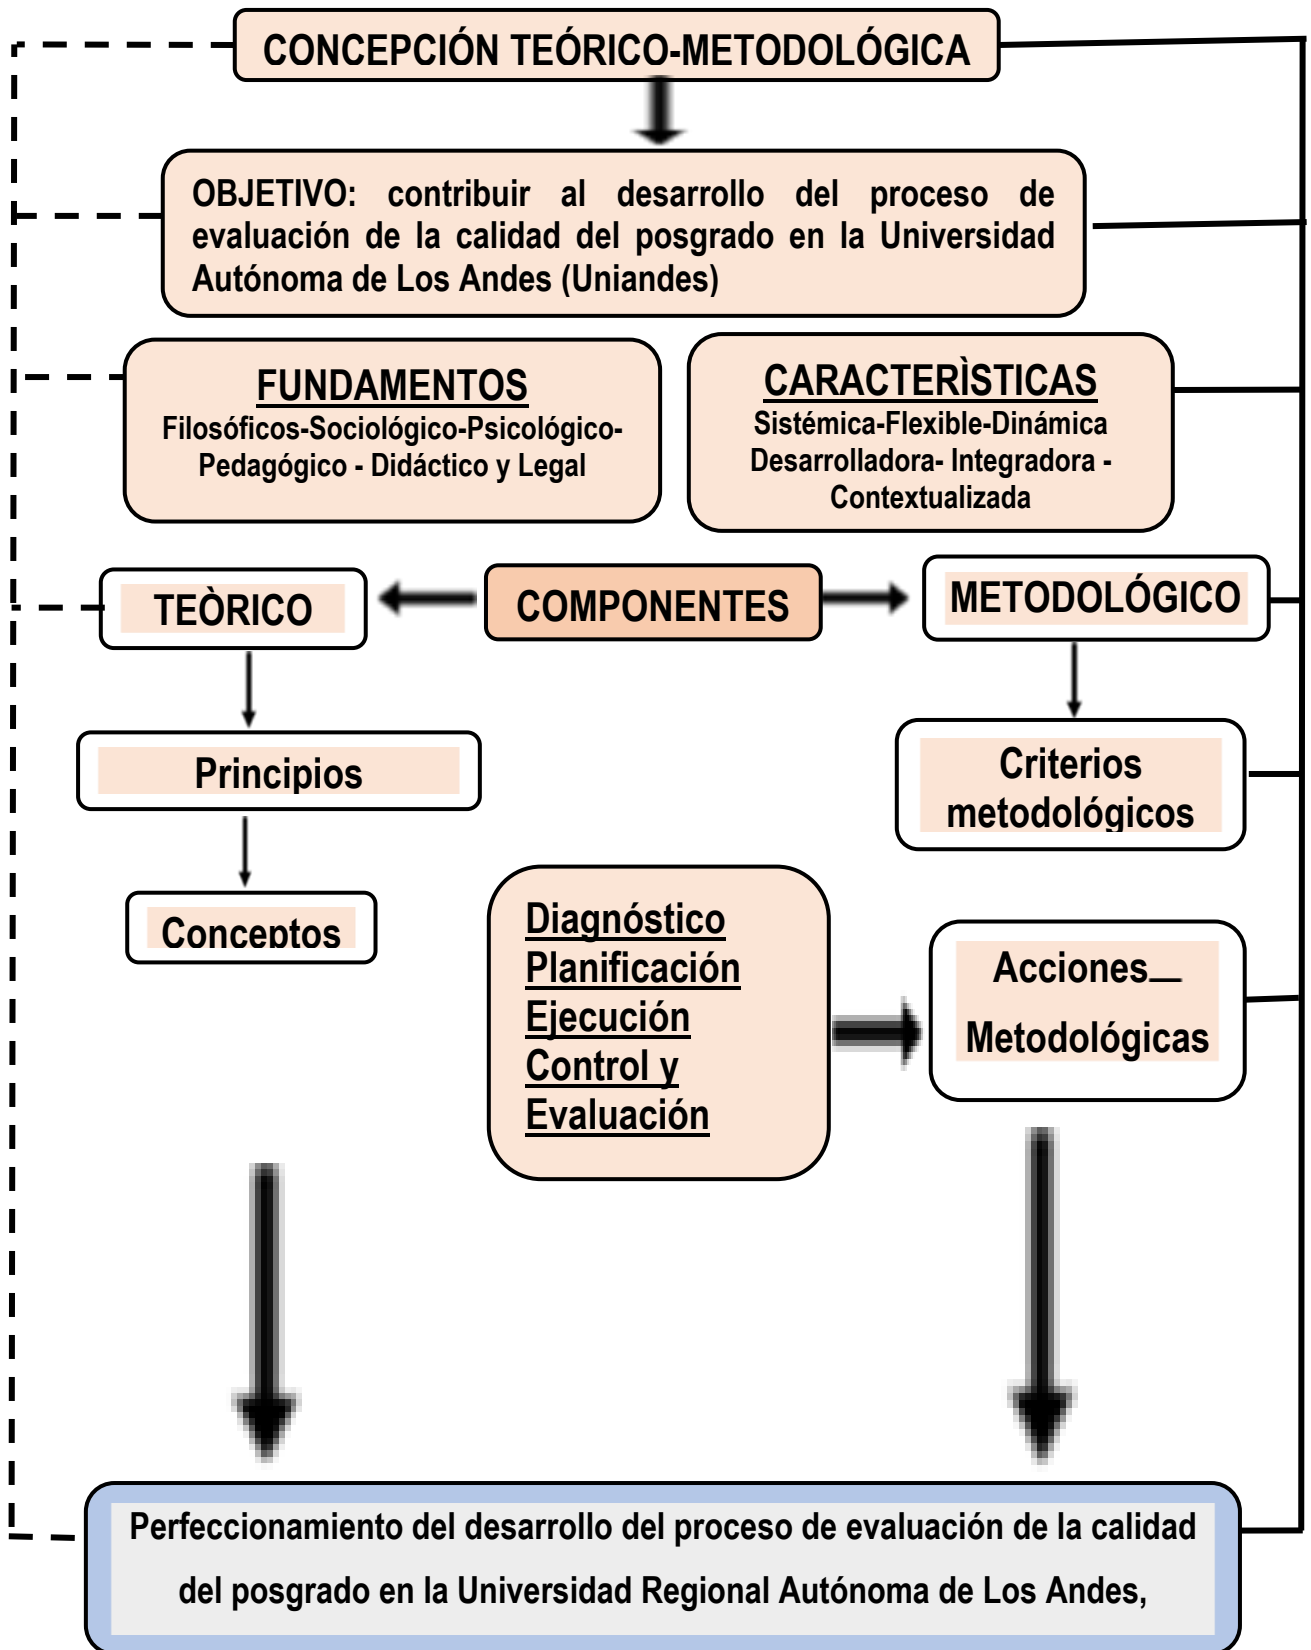 CONCEPCIÓN TEÓRICO-METODOLÓGICA
OBJETIVO: contribuir al desarrollo del proceso de
evaluación de la calidad del posgrado en la Universidad
Autónoma de Los Andes (Uniandes)
FUNDAMENTOS
Filosóficos-Sociológico-Psicológico-
Pedagógico - Didáctico y Legal
CARACTERÌSTICAS
Sistémica-Flexible-Dinámica
Desarrolladora- Integradora -
Contextualizada
TEÒRICO
COMPONENTES
METODOLÓGICO
Principios
Criterios
metodológicos
Conceptos
Diagnóstico
Planificación
Ejecución
Control y
Evaluación
Acciones
Metodológicas
Perfeccionamiento del desarrollo del proceso de evaluación de la calidad
del posgrado en la Universidad Regional Autónoma de Los Andes,